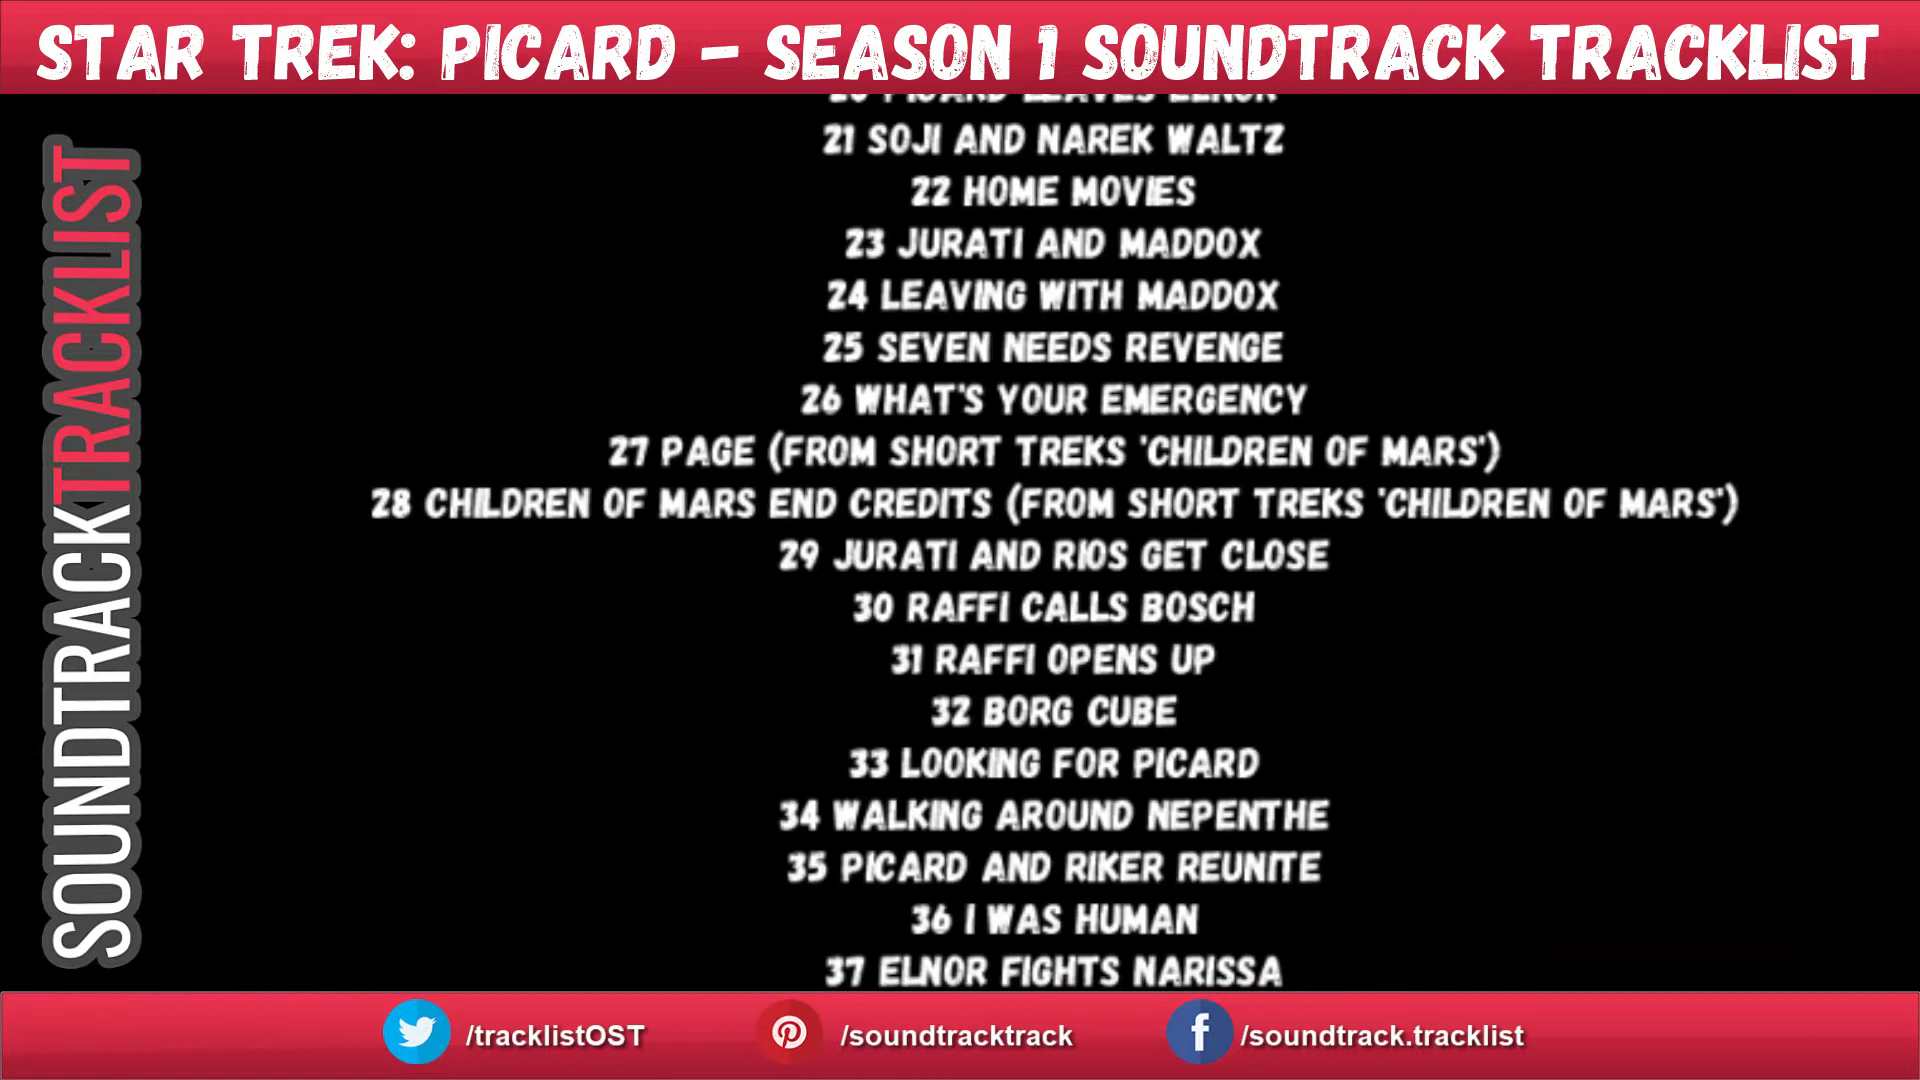 STAR TREK: PICARD - SEASON 1 SOUNDTRACK TRACKLIST
20 PICARD LEAVES ELNOR
21 SOJI AND NAREK WALTZ
22 HOME MOVIES
23 JURATI AND MADDOX
24 LEAVING WITH MADDOX
25 SEVEN NEEDS REVENGE
26 WHAT'S YOUR EMERGENCY
27 PAGE (FROM SHORT TREKS 'CHILDREN OF MARS')
28 CHILDREN OF MARS END CREDITS (FROM SHORT TREKS 'CHILDREN OF MARS')
29 JURATI AND RIOS GET CLOSE
30 RAFFI CALLS BOSCH
31 RAFFI OPENS UP
32 BORG CUBE
33 LOOKING FOR PICARD
34 WALKING AROUND NEPENTHE
35 PICARD AND RIKER REUNITE
36 I WAS HUMAN
37 ELNOR FIGHTS NARISSA
SOUNDTRACKTRACKLIST
/tracklistOST
/soundtracktrack
/soundtrack.tracklist